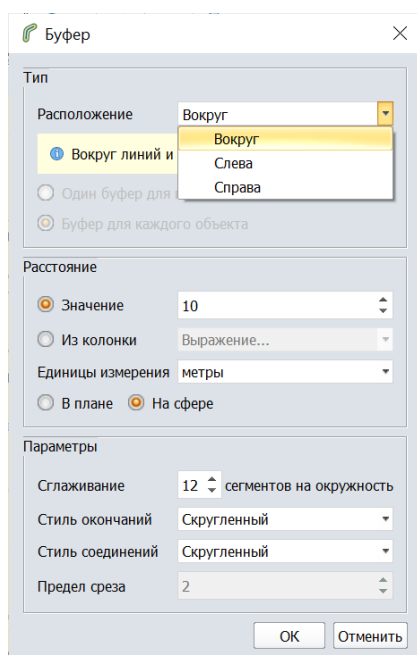 Буфер
Тип
Расположение Вокруг
Вокруг
Вокруг линий и
Слева
Справа
Один буфер для
Буфер для каждого объекта
Расстояние
Значение 10
Из колонки Выражение...
Единицы измерения метры
В плане На сфере
Параметры
Сглаживание 12 сегментов на окружность
Стиль окончаний Скругленный
Стиль соединений Скругленный
Предел среза 2
OK Отменить